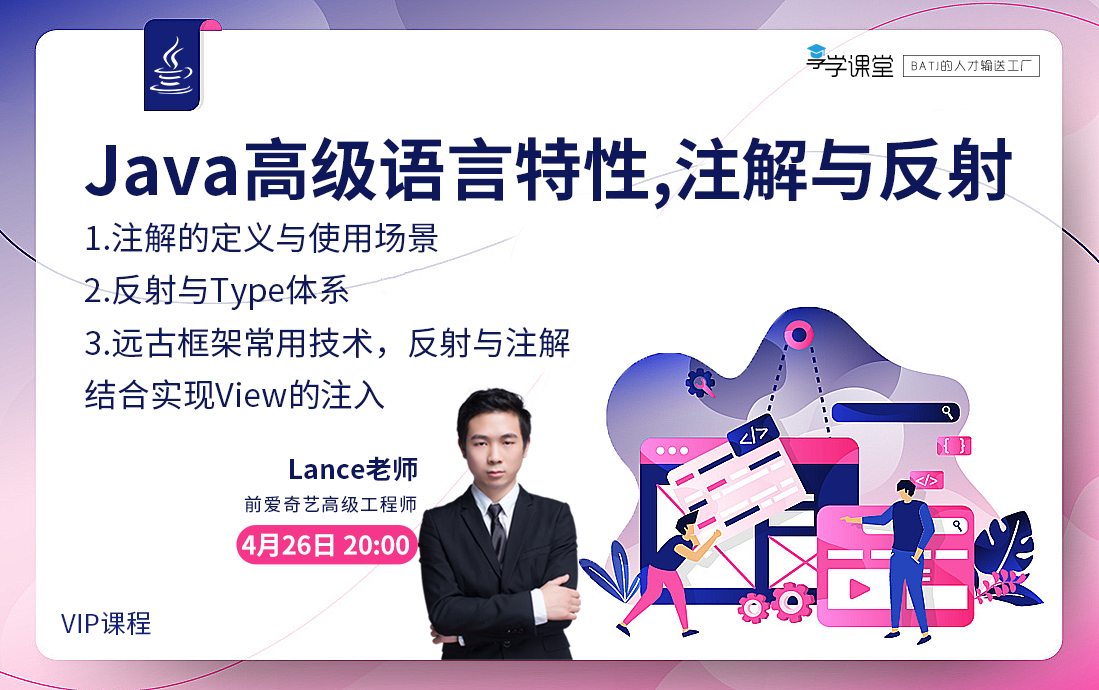 享学课堂 BATJ的人才输送工厂
Java高级语言特性,注解与反射
1.注解的定义与使用场景
2.反射与Type体系
3.远古框架常用技术，反射与注解
结合实现View的注入
Lance老师
前爱奇艺高级工程师
4月26日 20:00
VIP课程